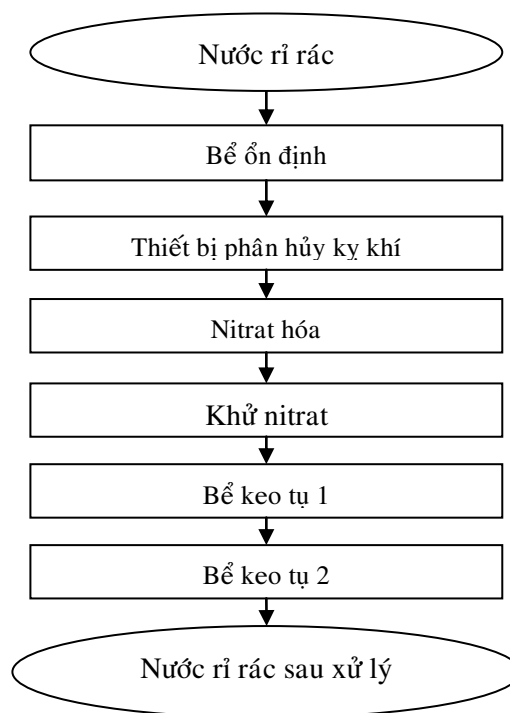 Nước rỉ rác
Bể ổn định
Thiết bị phân hủy kỵ khí
Nitrat hóa
Khử nitrat
Bể keo tụ 1
Bể keo tụ 2
Nước rỉ rác sau xử lý